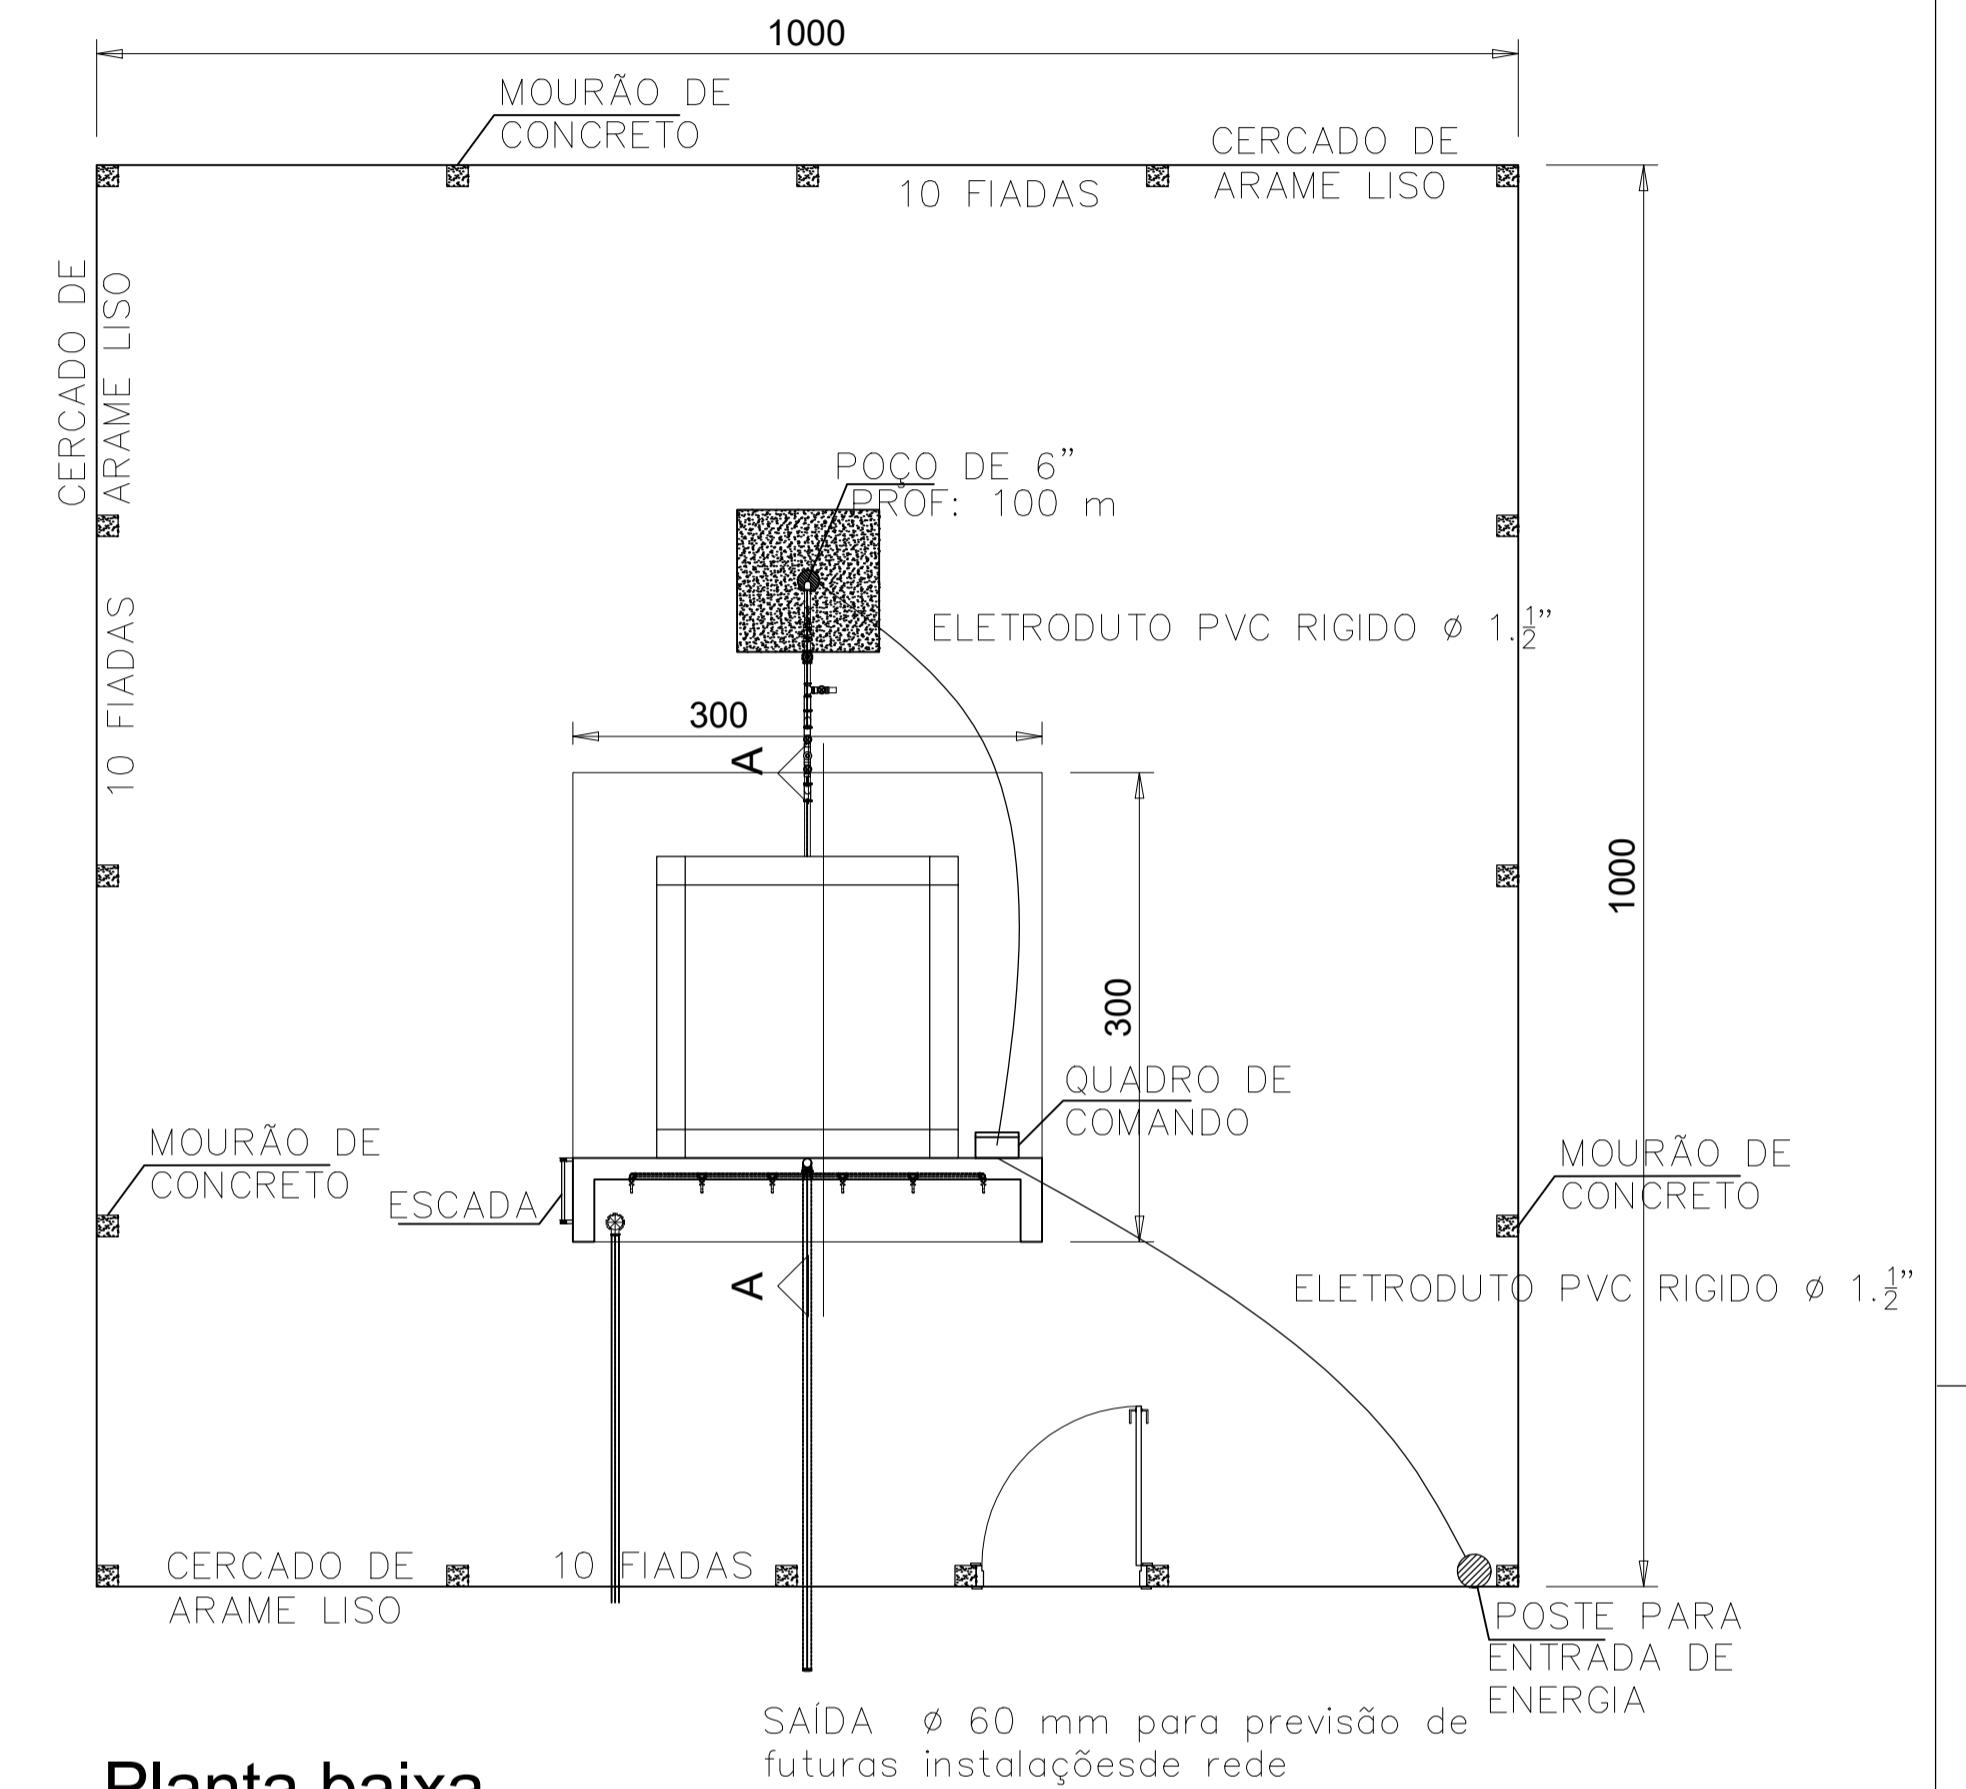 1000
MOURÃO DE
CONCRETO
CERCADO DE
ARAME LISO
10 FIADAS
CERCADO DE
ARAME LISO
10 FIADAS
POÇO DE 6”
PROF: 100 m
ELETRODUTO PVC RIGIDO ø 1.½”
300
A
1000
300
QUADRO DE
COMANDO
MOURÃO DE
CONCRETO
ESCADA
MOURÃO DE
CONCRETO
A
ELETRODUTO PVC RIGIDO ø 1.½”
CERCADO DE
ARAME LISO
10 FIADAS
POSTE PARA
ENTRADA DE
ENERGIA
SAÍDA ø 60 mm para previsão de
futuras instalaçõesde rede
Planta baixa